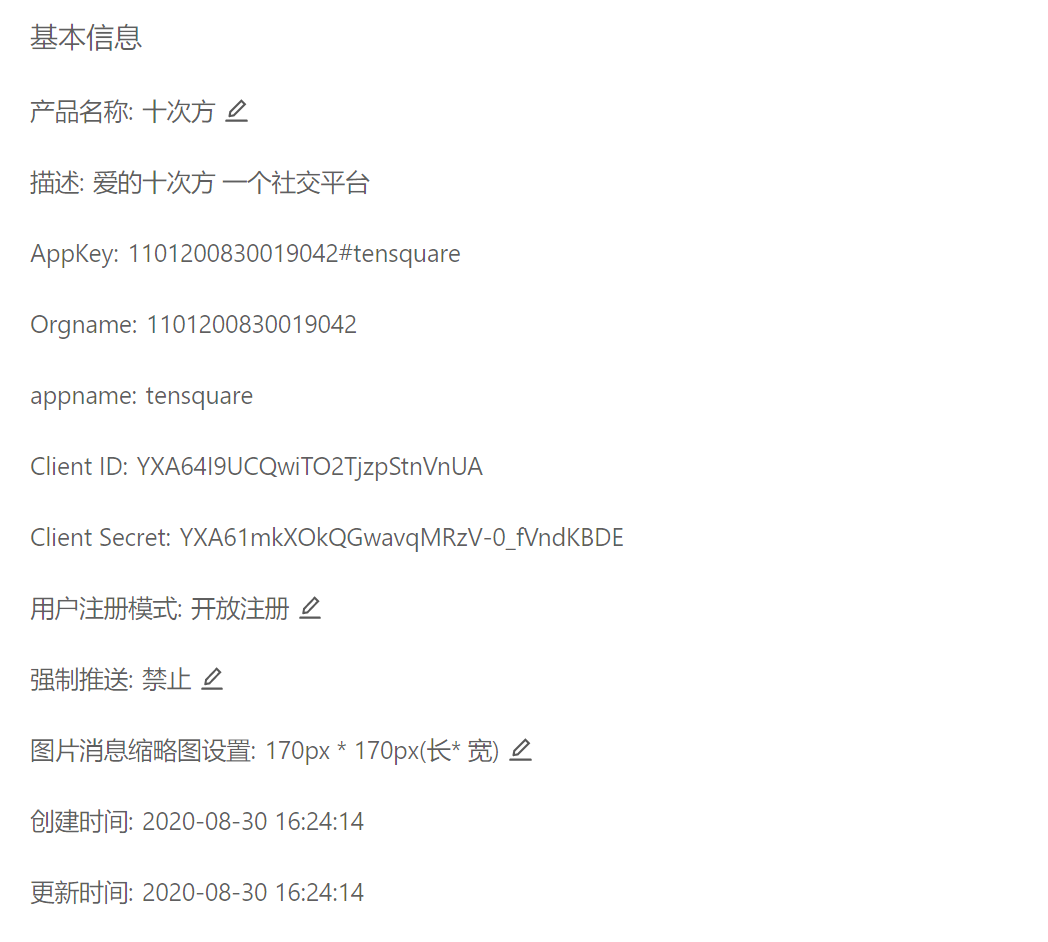 基本信息
产品名称: 十次方
描述: 爱的十次方 一个社交平台
AppKey: 1101200830019042#tensquare
Orgname: 1101200830019042
appname: tensquare
Client ID: YXA64I9UCQwiTO2TjzpStnVnUA
Client Secret: YXA61mkXOkQGwavqMRzV-0_fVndKBDE
用户注册模式: 开放注册
强制推送: 禁止
图片消息缩略图设置: 170px * 170px(长* 宽)
创建时间: 2020-08-30 16:24:14
更新时间: 2020-08-30 16:24:14